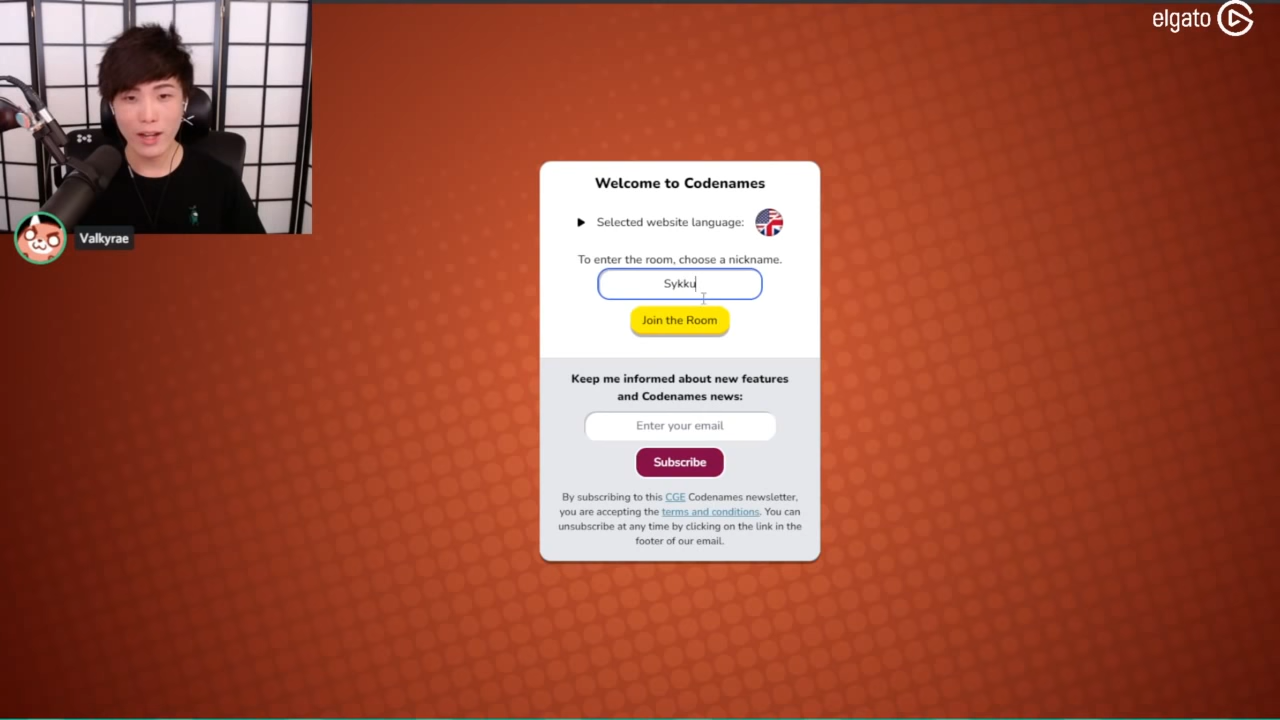 elgato
Valkyrae
Welcome to Codenames
Selected website language:
To enter the room, choose a nickname.
Sykku
Join the Room
Keep me informed about new features
and Codenames news:
Enter your email
Subscribe
By subscribing to this CGE Codenames newsletter,
you are accepting the terms and conditions. You can
unsubscribe at any time by clicking on the link in the
footer of our email.